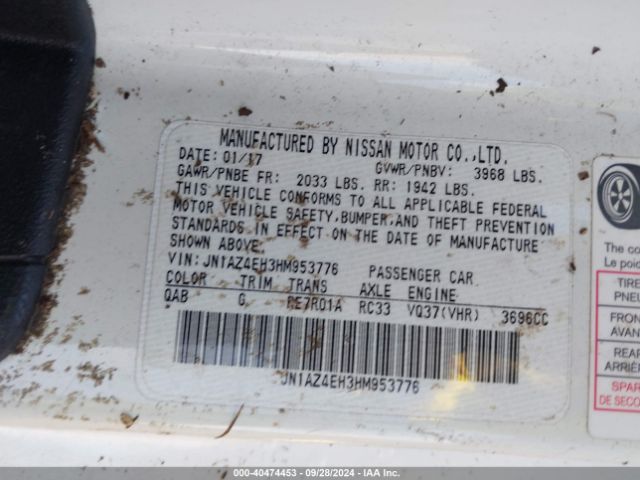 MANUFACTURED BY NISSAN MOTOR CO.,LTD.
DATE: 01/17 GVWR/PNBV: 3968 LBS.
GAWR/PNBE FR: 2033 LBS. RR: 1942 LBS.
THIS VEHICLE CONFORMS TO ALL APPLICABLE FEDERAL
MOTOR VEHICLE SAFETY,BUMPER,AND THEFT PREVENTION
STANDARDS IN EFFECT ON THE DATE OF MANUFACTURE
SHOWN ABOVE.
VIN: JN1AZ4EH3HM953776 PASSENGER CAR
COLOR TRIM TRANS AXLE ENGINE
QAB G RE7R01A RC33 VQ37(VHR) 3696CC
JN1AZ4EH3HM953776
The co
Le poid
TIRE
PNEU
FRON
AVAN
REAR
ARRIÈR
SPAR
DE SECO
000-40474453 - 09/28/2024 - IAA Inc.